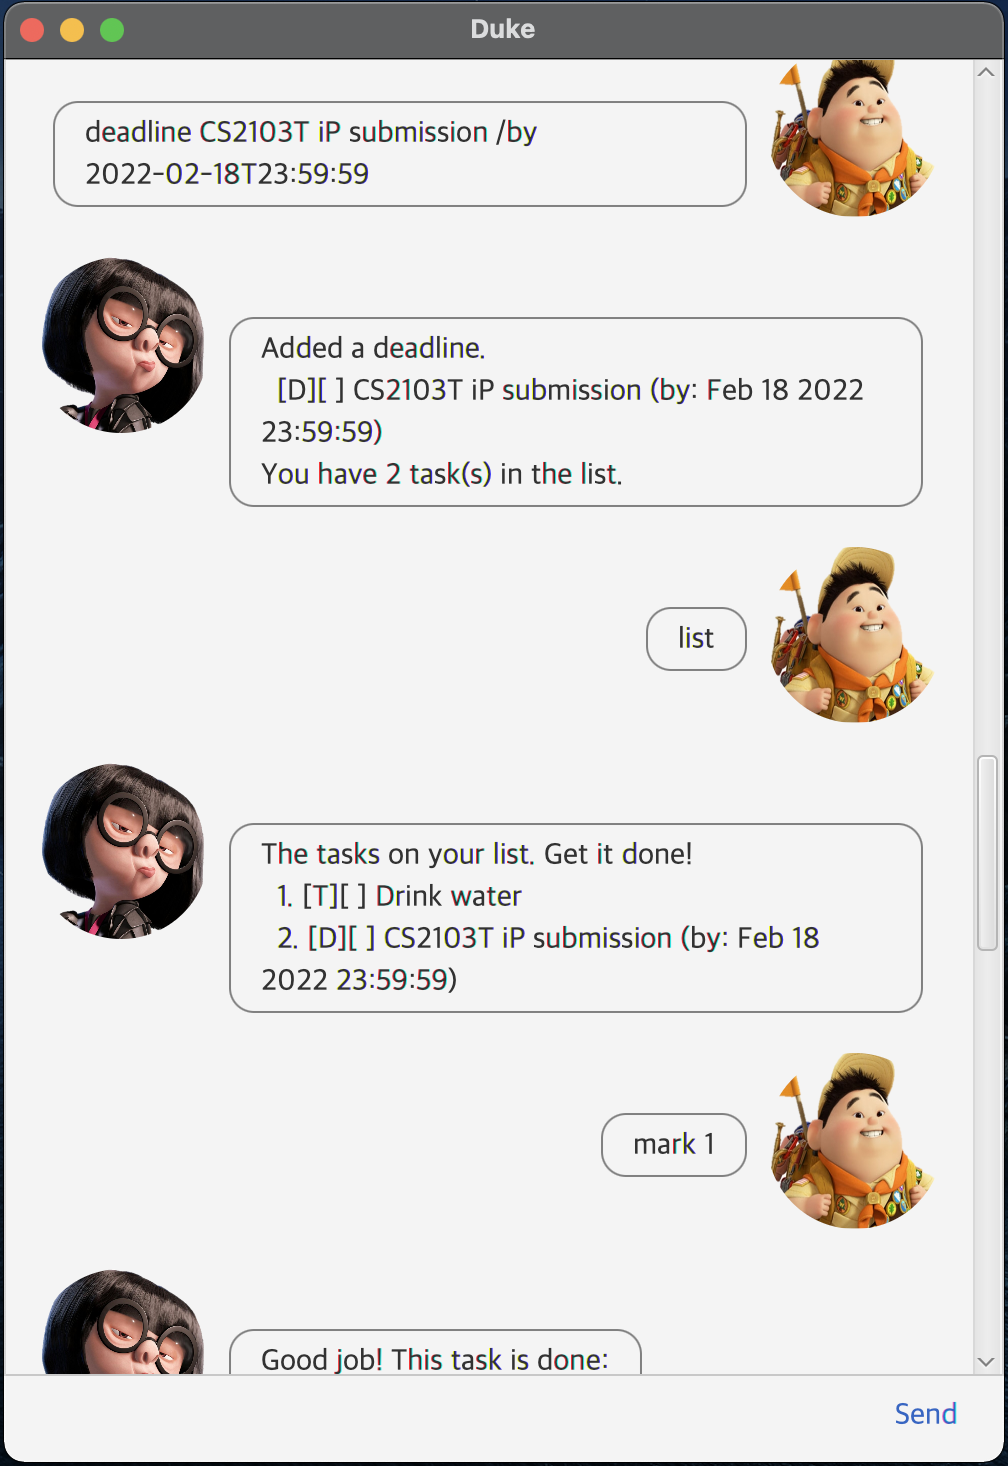 Duke
deadline CS2103T iP submission /by
2022-02-18T23:59:59
Added a deadline.
[D][ ] CS2103T iP submission (by: Feb 18 2022
23:59:59)
You have 2 task(s) in the list.
list
The tasks on your list. Get it done!
1. [T][ ] Drink water
2. [D][ ] CS2103T iP submission (by: Feb 18
2022 23:59:59)
mark 1
Good job! This task is done:
Send